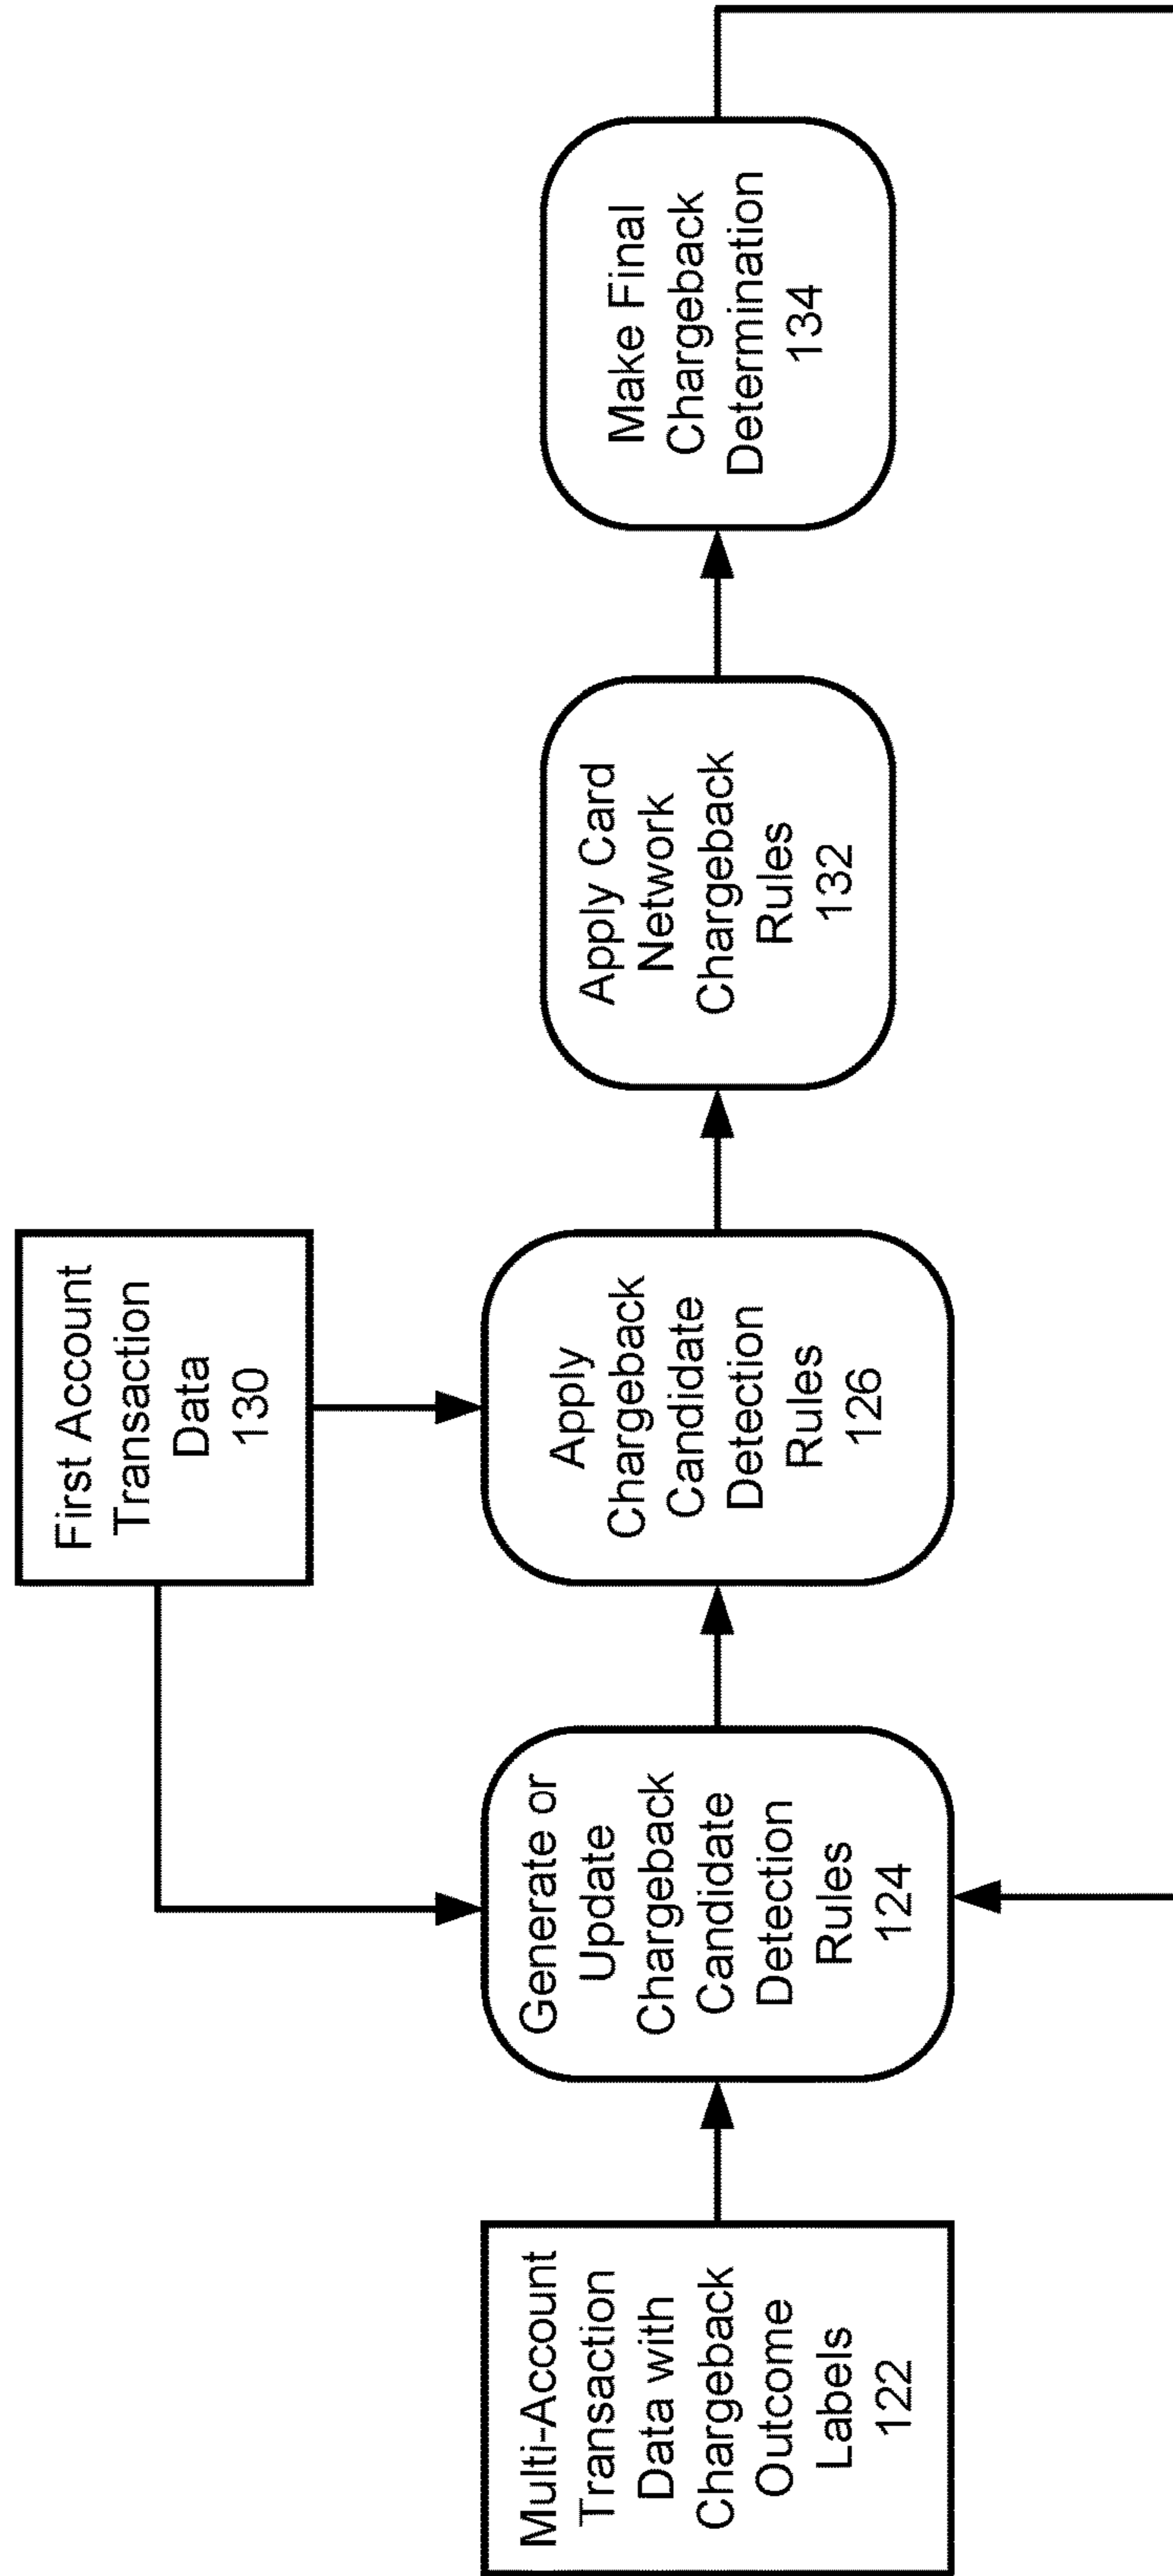 First Account
Transaction
Data
130
Multi-Account
Transaction
Data with
Chargeback
Outcome
Labels
122
Generate or
Update
Chargeback
Candidate
Detection
Rules
124
Apply
Chargeback
Candidate
Detection
Rules
126
Apply Card
Network
Chargeback
Rules
132
Make Final
Chargeback
Determination
134